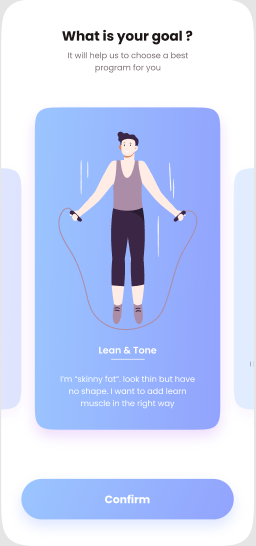 What is your goal ?
It will help us to choose a best
program for you
Lean & Tone
I'm “skinny fat”. look thin but have
no shape. I want to add learn
muscle in the right way
Confirm